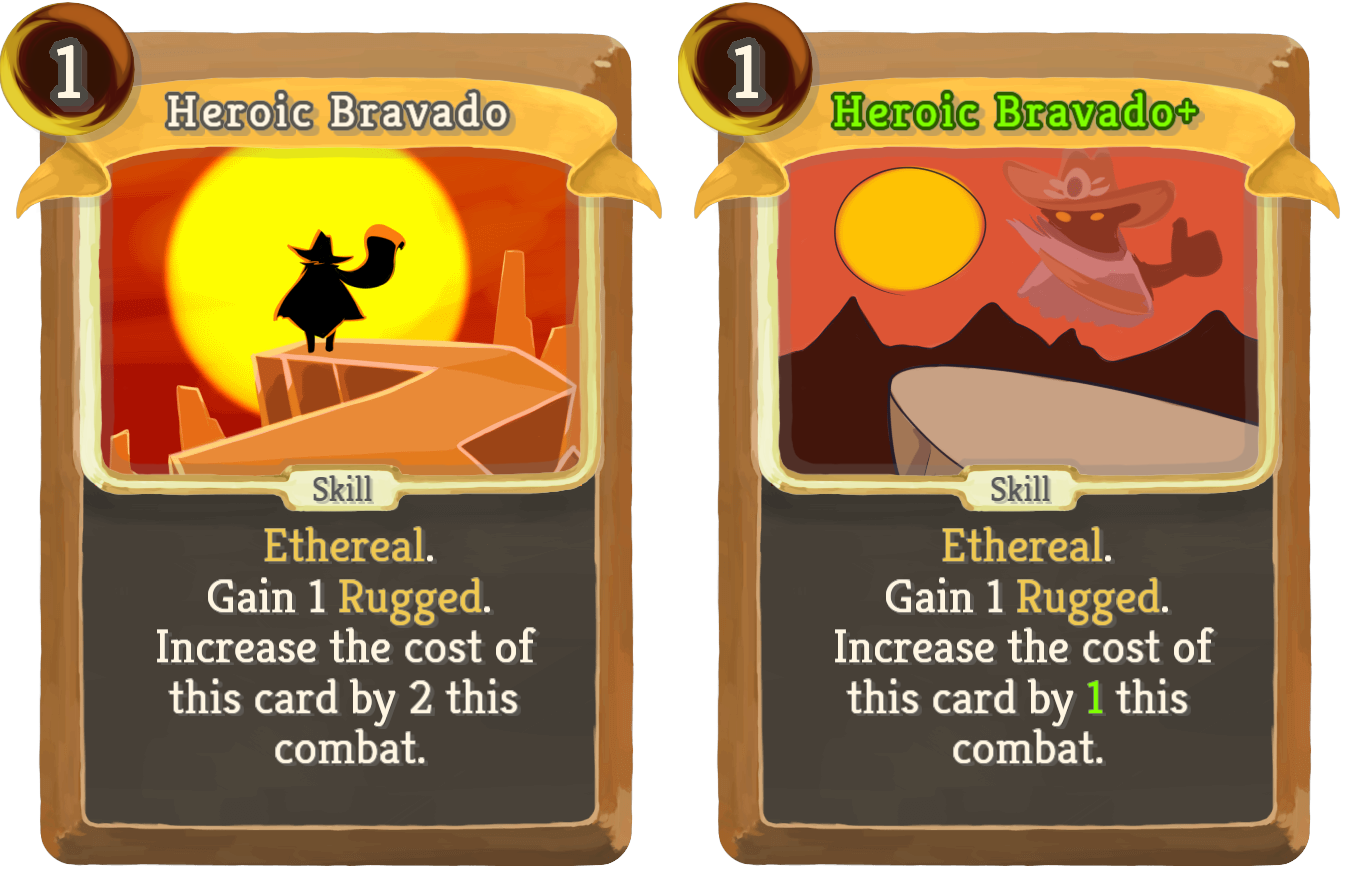 1
Heroic Bravado
Skill
Ethereal.
Gain 1 Rugged.
Increase the cost of
this card by 2 this
combat.
1
Heroic Bravado+
Skill
Ethereal.
Gain 1 Rugged.
Increase the cost of
this card by 1 this
combat.